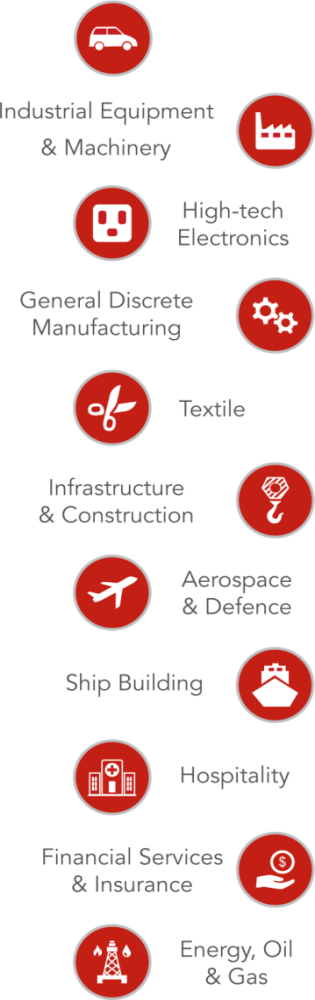 Industrial Equipment
& Machinery
High-tech
Electronics
General Discrete
Manufacturing
Textile
Infrastructure
& Construction
Aerospace
& Defence
Ship Building
Hospitality
$
Financial Services
& Insurance
Energy, Oil
& Gas